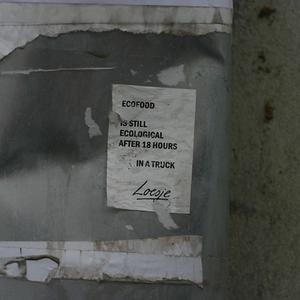 ECOFOOD
IS STILL
ECOLOGICAL
AFTER 18 HOURS
IN A TRUCK
Loesje